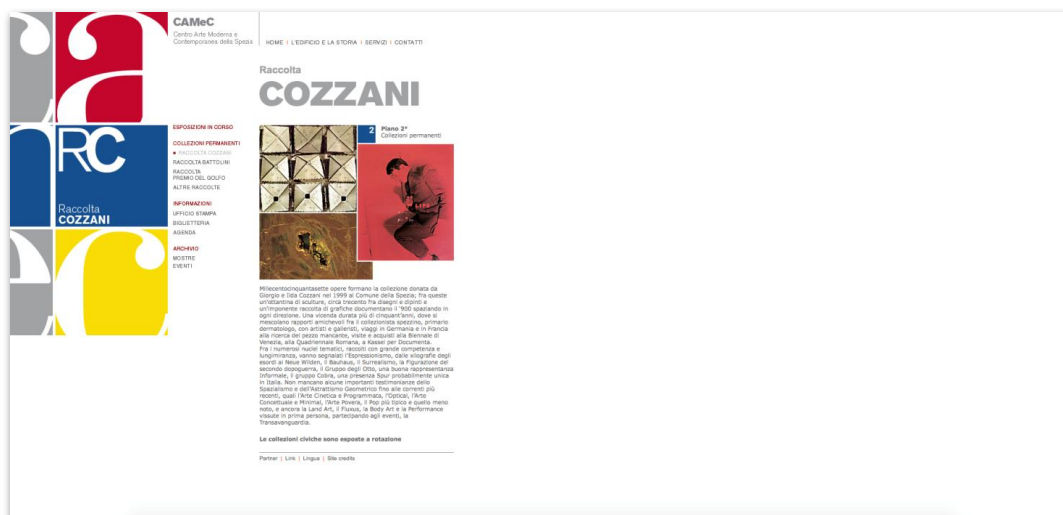 CAMeC
Centro Arte Moderna e
Contemporanea della Spezia
HOME | L'EDIFICIO E LA STORIA | SERVIZI | CONTATTI
Raccolta
COZZANI
RC
Raccolta
COZZANI
ESPOSIZIONI IN CORSO
COLLEZIONI PERMANENTI
RACCOLTA COZZANI
RACCOLTA BATTOLINI
RACCOLTA
PREMIO DEL GOLFO
ALTRE RACCOLTE
INFORMAZIONI
UFFICIO STAMPA
BIGLIETTERIA
AGENDA
ARCHIVIO
MOSTRE
EVENTI
2
Piano 2°
Collezioni permanenti
Millecentocinquantasette opere formano la collezione donata da
Giorgio e Ilda Cozzani nel 1999 al Comune della Spezia; fra queste
un'ottantina di sculture, circa trecento fra disegni e dipinti e
un'imponente raccolta di grafiche documentano il '900 spaziando in
ogni direzione. Una vicenda durata più di cinquant'anni, dove si
mescolano rapporti amichevoli fra il collezionista spezzino, primario
dermatologo, con artisti e galleristi, viaggi in Germania e in Francia
alla ricerca del pezzo mancante, visite e acquisti alla Biennale di
Venezia, alla Quadriennale Romana, a Kassel per Documenta.
Fra i numerosi nuclei tematici, raccolti con grande competenza e
lungimiranza, vanno segnalati l'Espressionismo, dalle xilografie degli
esordi ai Neue Wilden, il Bauhaus, il Surrealismo, la Figurazione del
secondo dopoguerra, il Gruppo degli Otto, una buona rappresentanza
Informale, il gruppo Cobra, una presenza Spur probabilmente unica
in Italia. Non mancano alcune importanti testimonianze dello
Spazialismo e dell'Astrattismo Geometrico fino alle correnti più
recenti, quali l'Arte Cinetica e Programmata, l'Optical, l'Arte
Concettuale e Minimal, l'Arte Povera, il Pop più tipico e quello meno
noto, e ancora la Land Art, il Fluxus, la Body Art e la Performance
vissute in prima persona, partecipando agli eventi, la
Transavanguardia.
Le collezioni civiche sono esposte a rotazione
Partner | Link | Lingua | Site credits